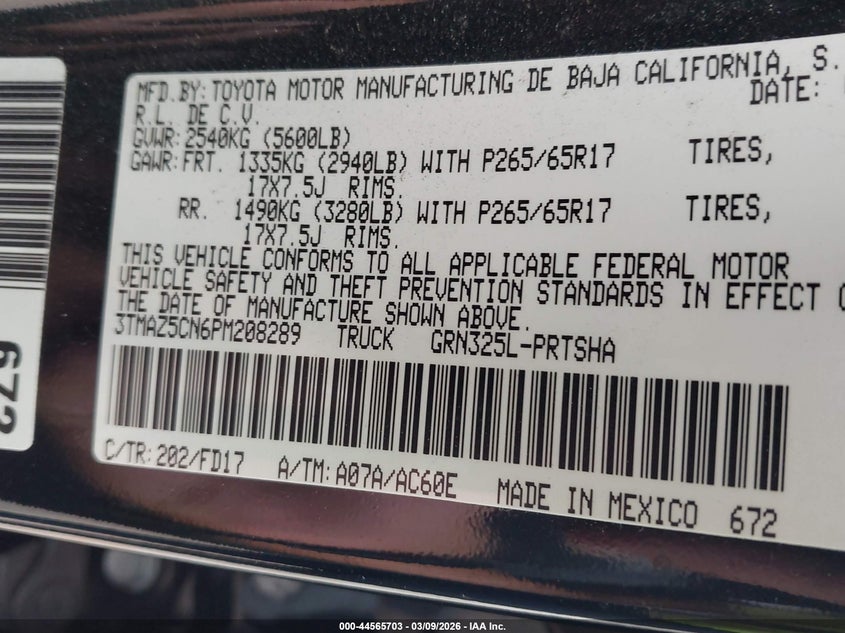 MFD.BY: TOYOTA MOTOR MANUFACTURING DE BAJA CALIFORNIA, S.
R.L. DE C.V. DATE:
GVWR: 2540KG (5600LB)
GAWR: FRT. 1335KG (2940LB) WITH P265/65R17 TIRES,
17X7.5J RIMS.
RR. 1490KG (3280LB) WITH P265/65R17 TIRES,
17X7.5J RIMS.
THIS VEHICLE CONFORMS TO ALL APPLICABLE FEDERAL MOTOR
VEHICLE SAFETY AND THEFT PREVENTION STANDARDS IN EFFECT
THE DATE OF MANUFACTURE SHOWN ABOVE.
3TMAZ5CN6PM208289 TRUCK GRN325L-PRTSHA
C/TR: 202/FD17 A/TM: A07A/AC60E MADE IN MEXICO 672
672
000-44565703 - 03/09/2026 - IAA Inc.